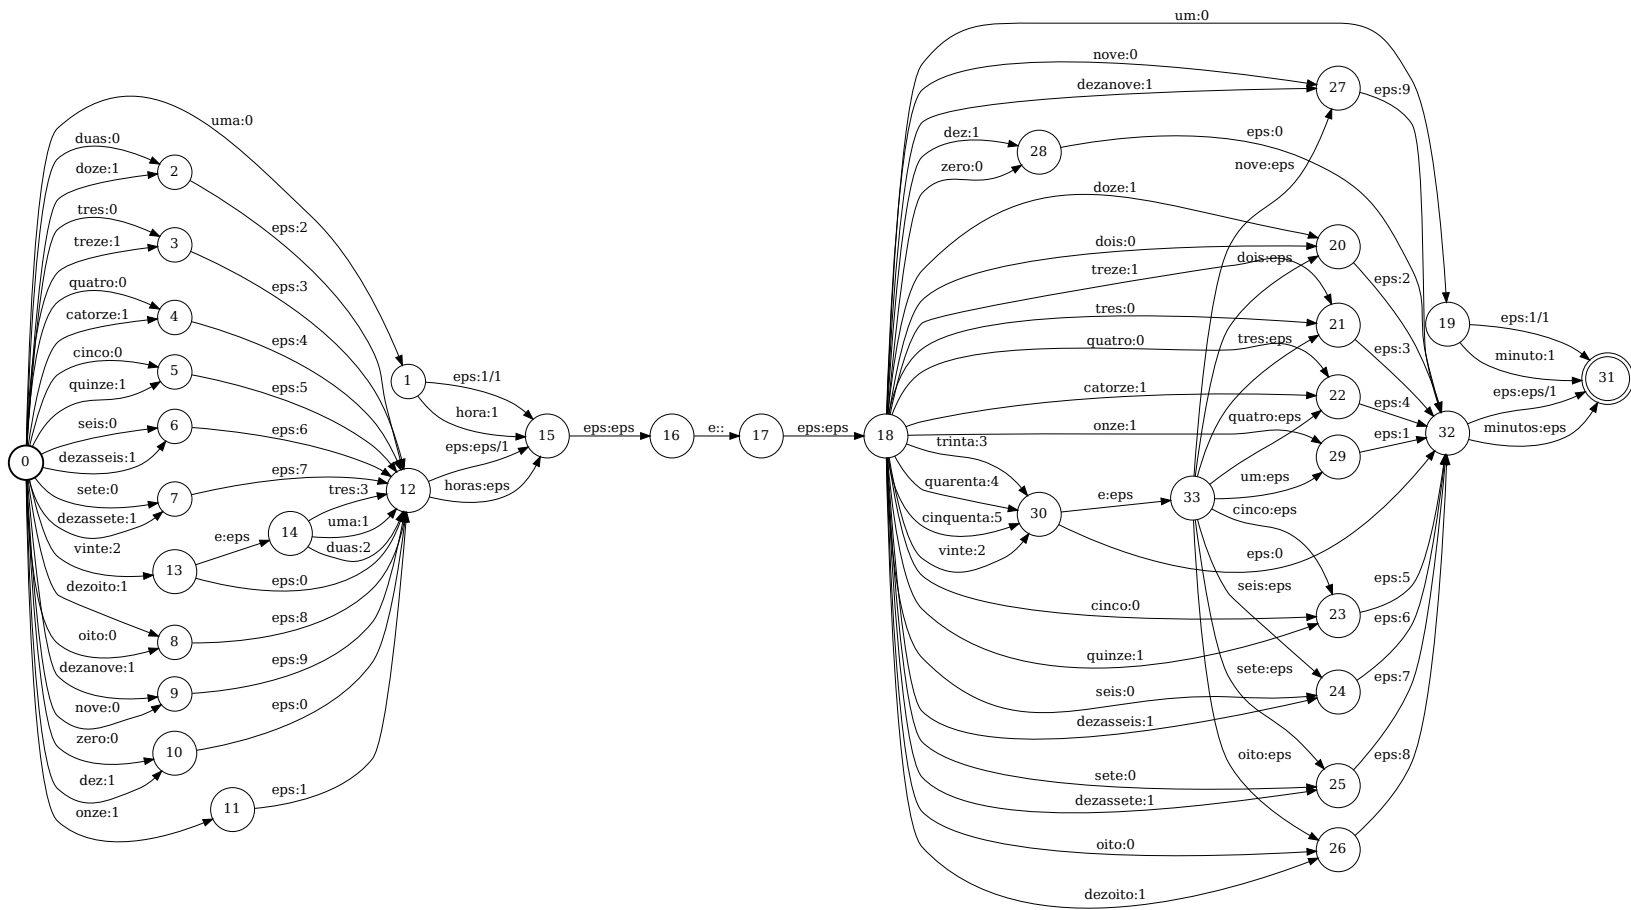 um:0
nove:0
27
eps:9
dezanove:1
uma:0
duas:0
dez:1
28
eps:0
doze:1
2
zero:0
nove:eps
tres:0
doze:1
treze:1
3
eps:2
dois:0
20
dois:eps
treze:1
eps:2
quatro:0
eps:3
catorze:1
4
tres:0
21
19
eps:1/1
eps:4
quatro:0
tres:eps
eps:3
minuto:1
cinco:0
5
1
eps:1/1
31
quinze:1
eps:5
catorze:1
22
eps:4
eps:eps/1
hora:1
quatro:eps
seis:0
6
eps:6
15
eps:eps
16
e::
17
eps:eps
18
onze:1
eps:1
32
minutos:eps
0
dezasseis:1
eps:eps/1
trinta:3
29
sete:0
7
eps:7
12
horas:eps
quarenta:4
um:eps
tres:3
e:eps
33
dezassete:1
uma:1
cinquenta:5
30
cinco:eps
e:eps
14
duas:2
vinte:2
eps:0
vinte:2
13
eps:0
seis:eps
eps:5
dezoito:1
cinco:0
23
eps:6
oito:0
8
eps:8
quinze:1
dezanove:1
eps:9
sete:eps
eps:7
nove:0
9
seis:0
24
zero:0
10
eps:0
dezasseis:1
oito:eps
eps:8
dez:1
sete:0
25
onze:1
11
eps:1
dezassete:1
oito:0
26
dezoito:1